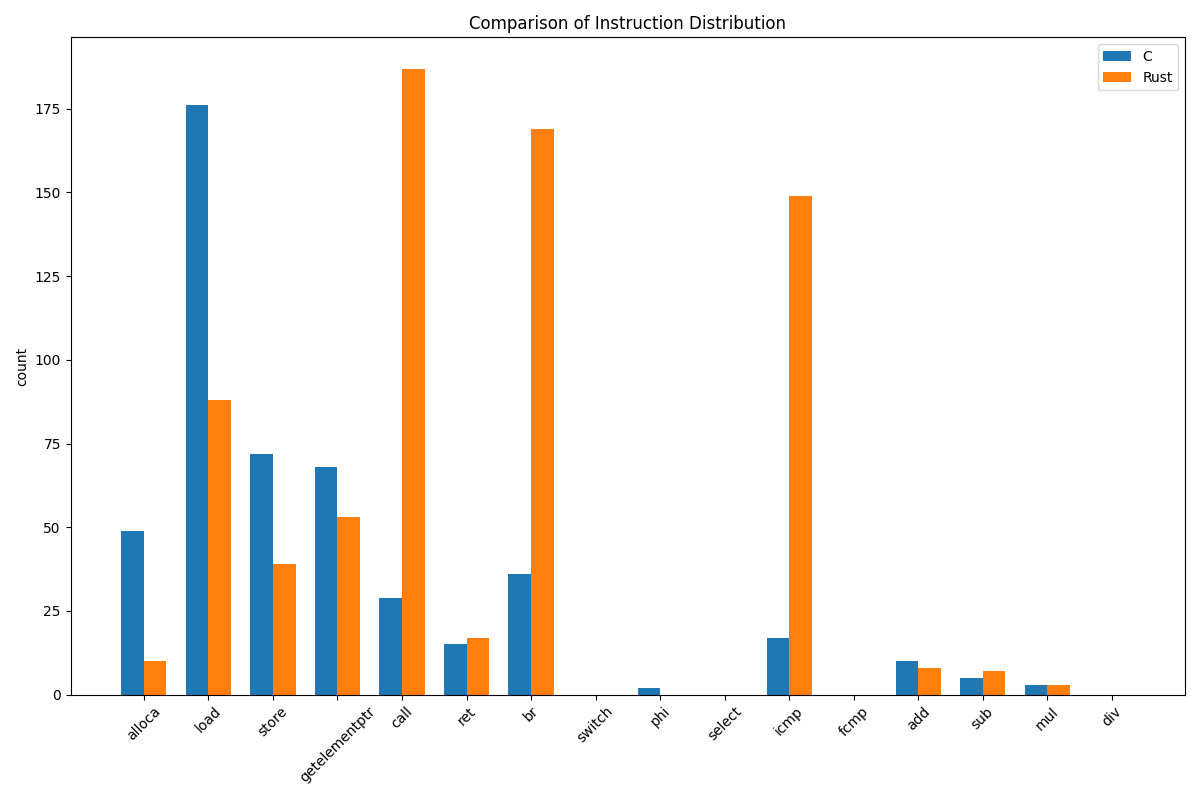 Comparison of Instruction Distribution
C
Rust
count
175
150
125
100
75
50
25
0
alloca
load
store
getelementptr
call
ret
br
switch
phi
select
icmp
fcmp
add
sub
mul
div